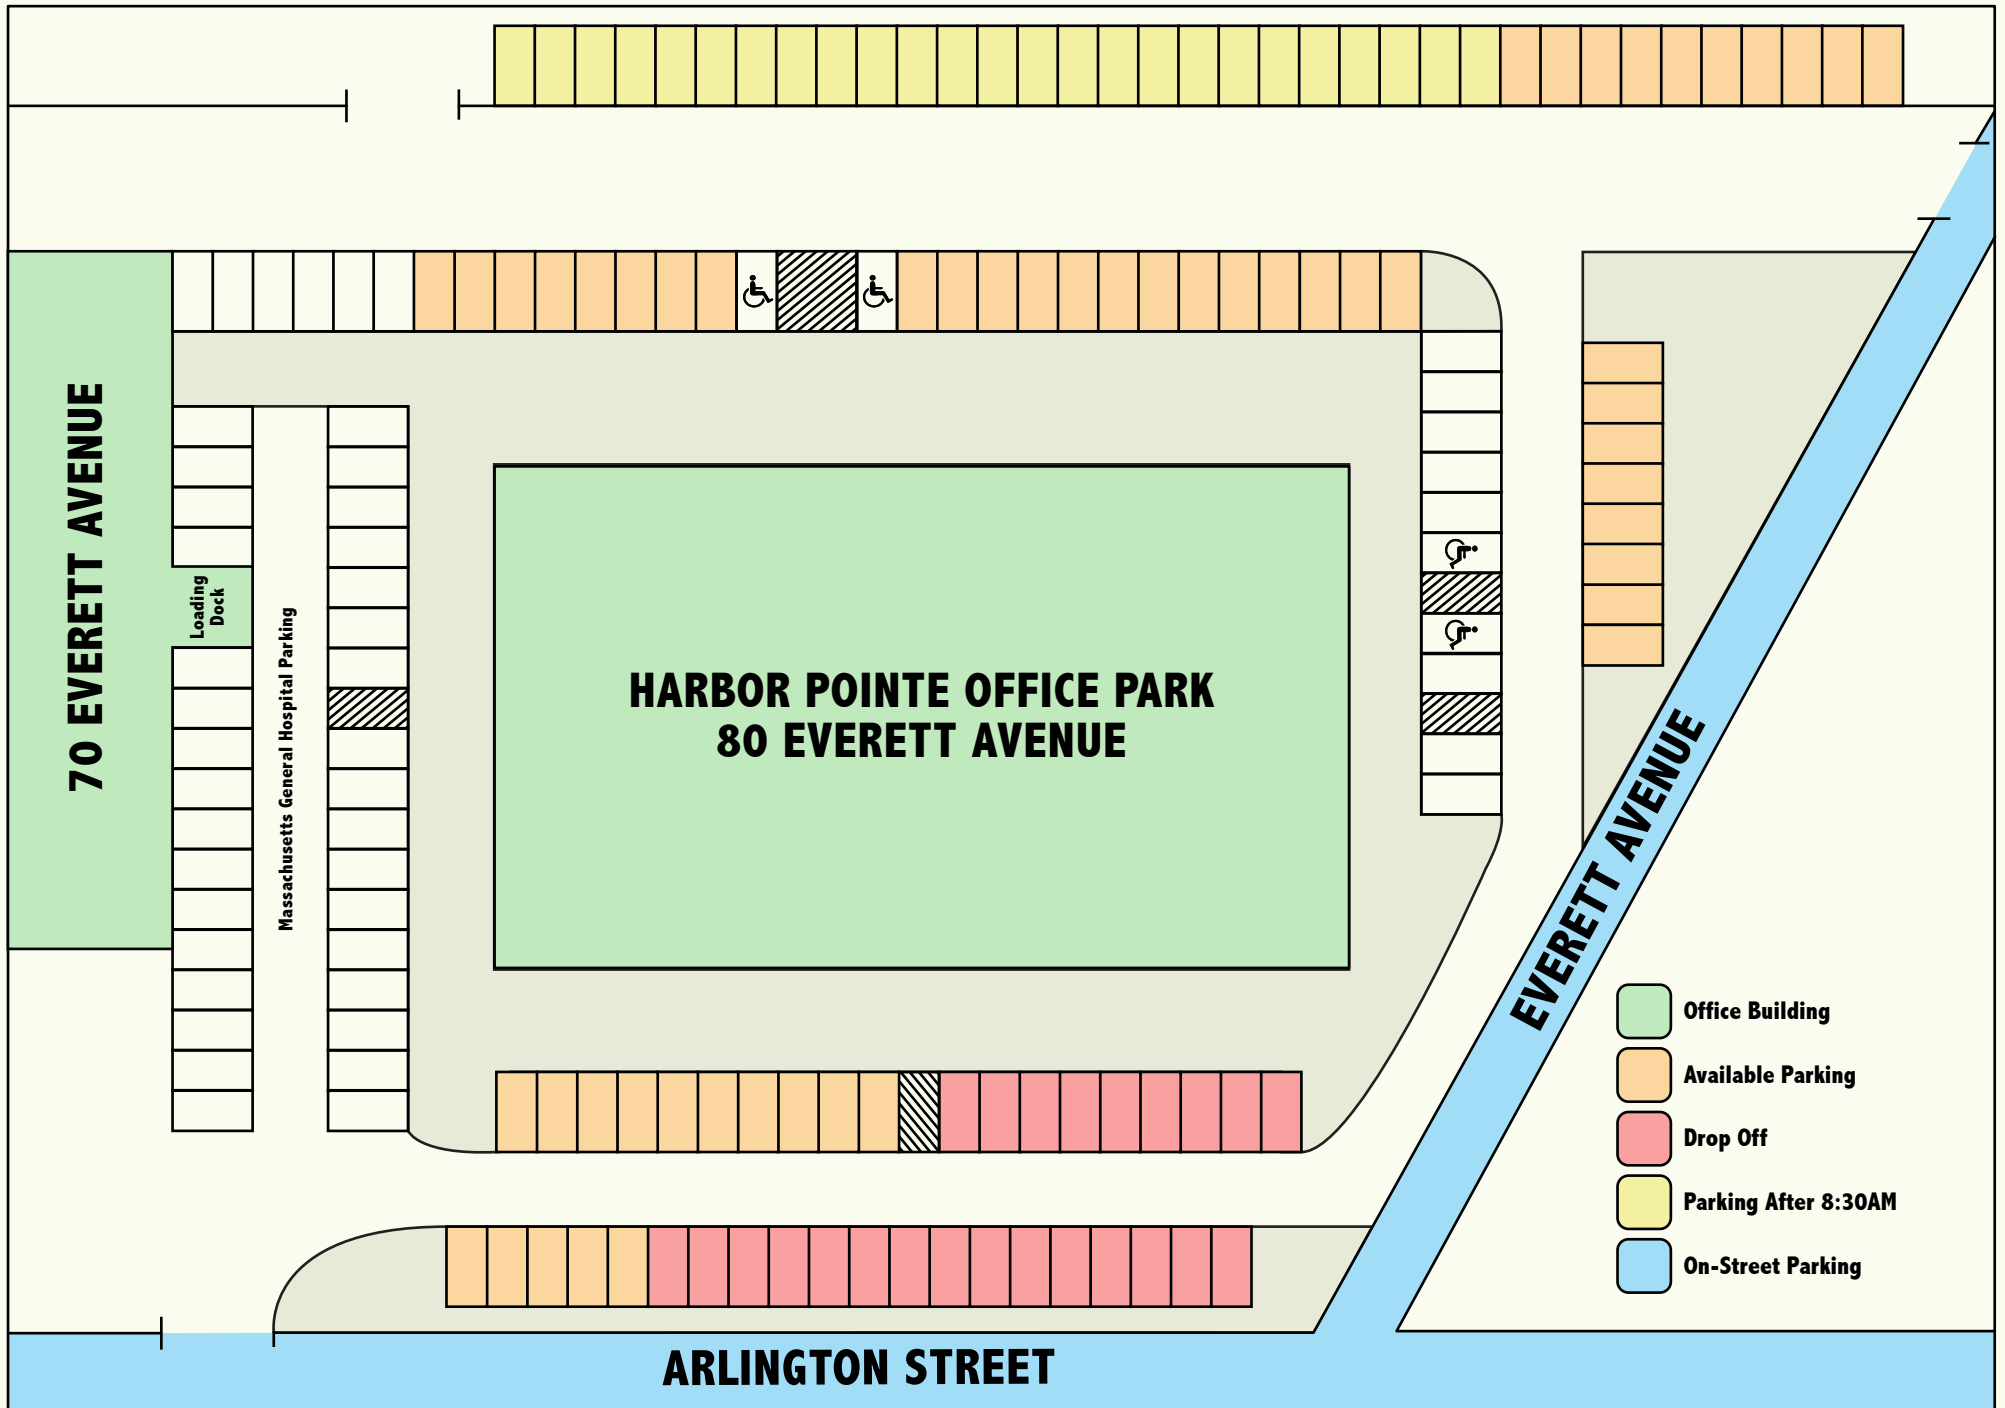 70 EVERETT AVENUE
Loading
Dock
Massachusetts General Hospital Parking
HARBOR POINTE OFFICE PARK
80 EVERETT AVENUE
EVERETT AVENUE
Office Building
Available Parking
Drop Off
Parking After 8:30AM
On-Street Parking
ARLINGTON STREET